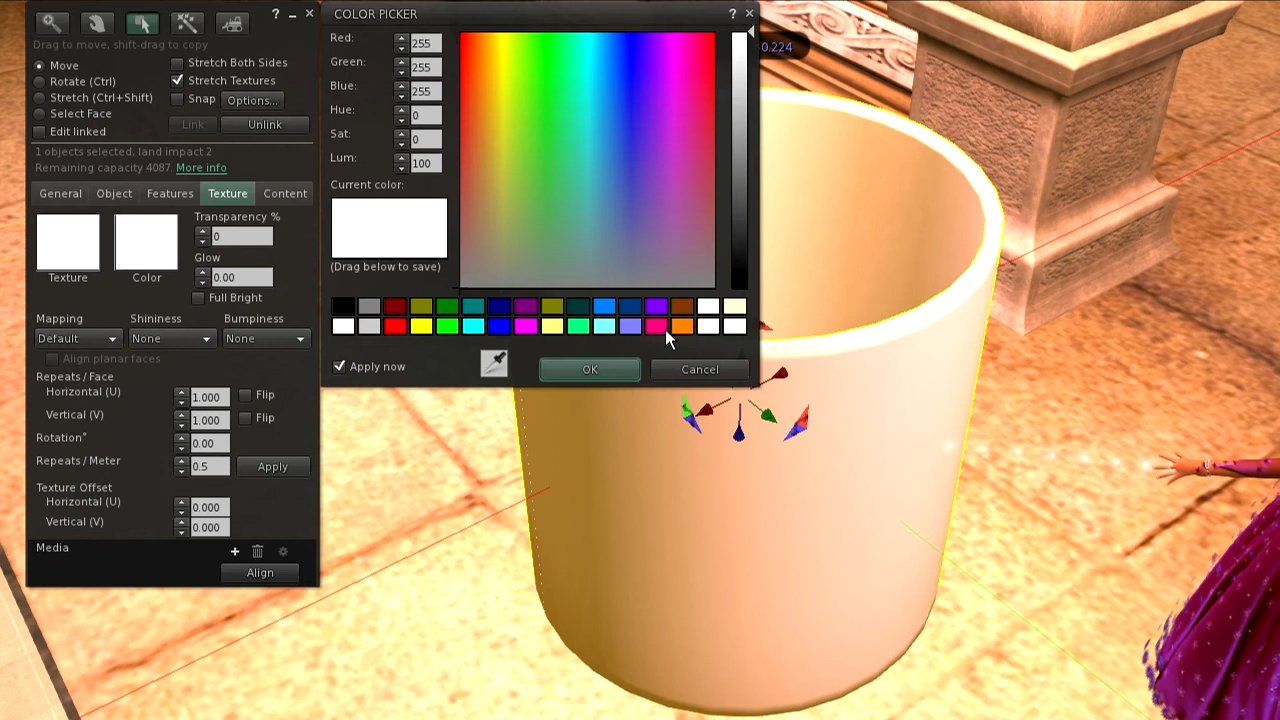 Drag to move, shift-drag to copy
Move
Rotate (Ctrl)
Stretch (Ctrl+Shift)
Select Face
Edit linked
Stretch Both Sides
Stretch Textures
Snap
Options...
Link
Unlink
1 objects selected, land impact 2
Remaining capacity 4087. More info
General Object Features Texture Content
Texture
Color
Transparency %
0
Glow
0.00
Full Bright
Mapping Shininess Bumpiness
Default None None
Align planar faces
Repeats / Face
Horizontal (U) 1.000 Flip
Vertical (V) 1.000 Flip
Rotation° 0.00
Repeats / Meter 0.5 Apply
Texture Offset
Horizontal (U) 0.000
Vertical (V) 0.000
Media
Align
COLOR PICKER
Red: 255
Green: 255
Blue: 255
Hue: 0
Sat: 0
Lum: 100
Current color:
(Drag below to save)
Apply now
OK
Cancel
0.224